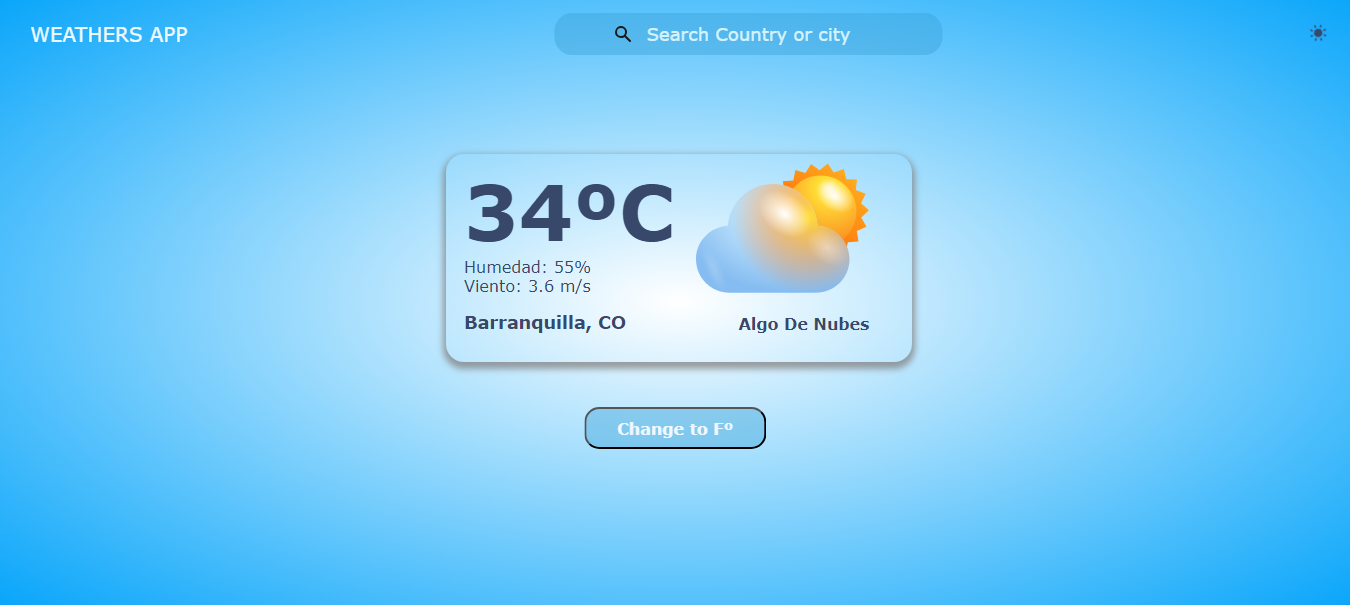 WEATHERS APP
Search Country or city
34ºC
Humedad: 55%
Viento: 3.6 m/s
Barranquilla, CO
Algo De Nubes
Change to Fº